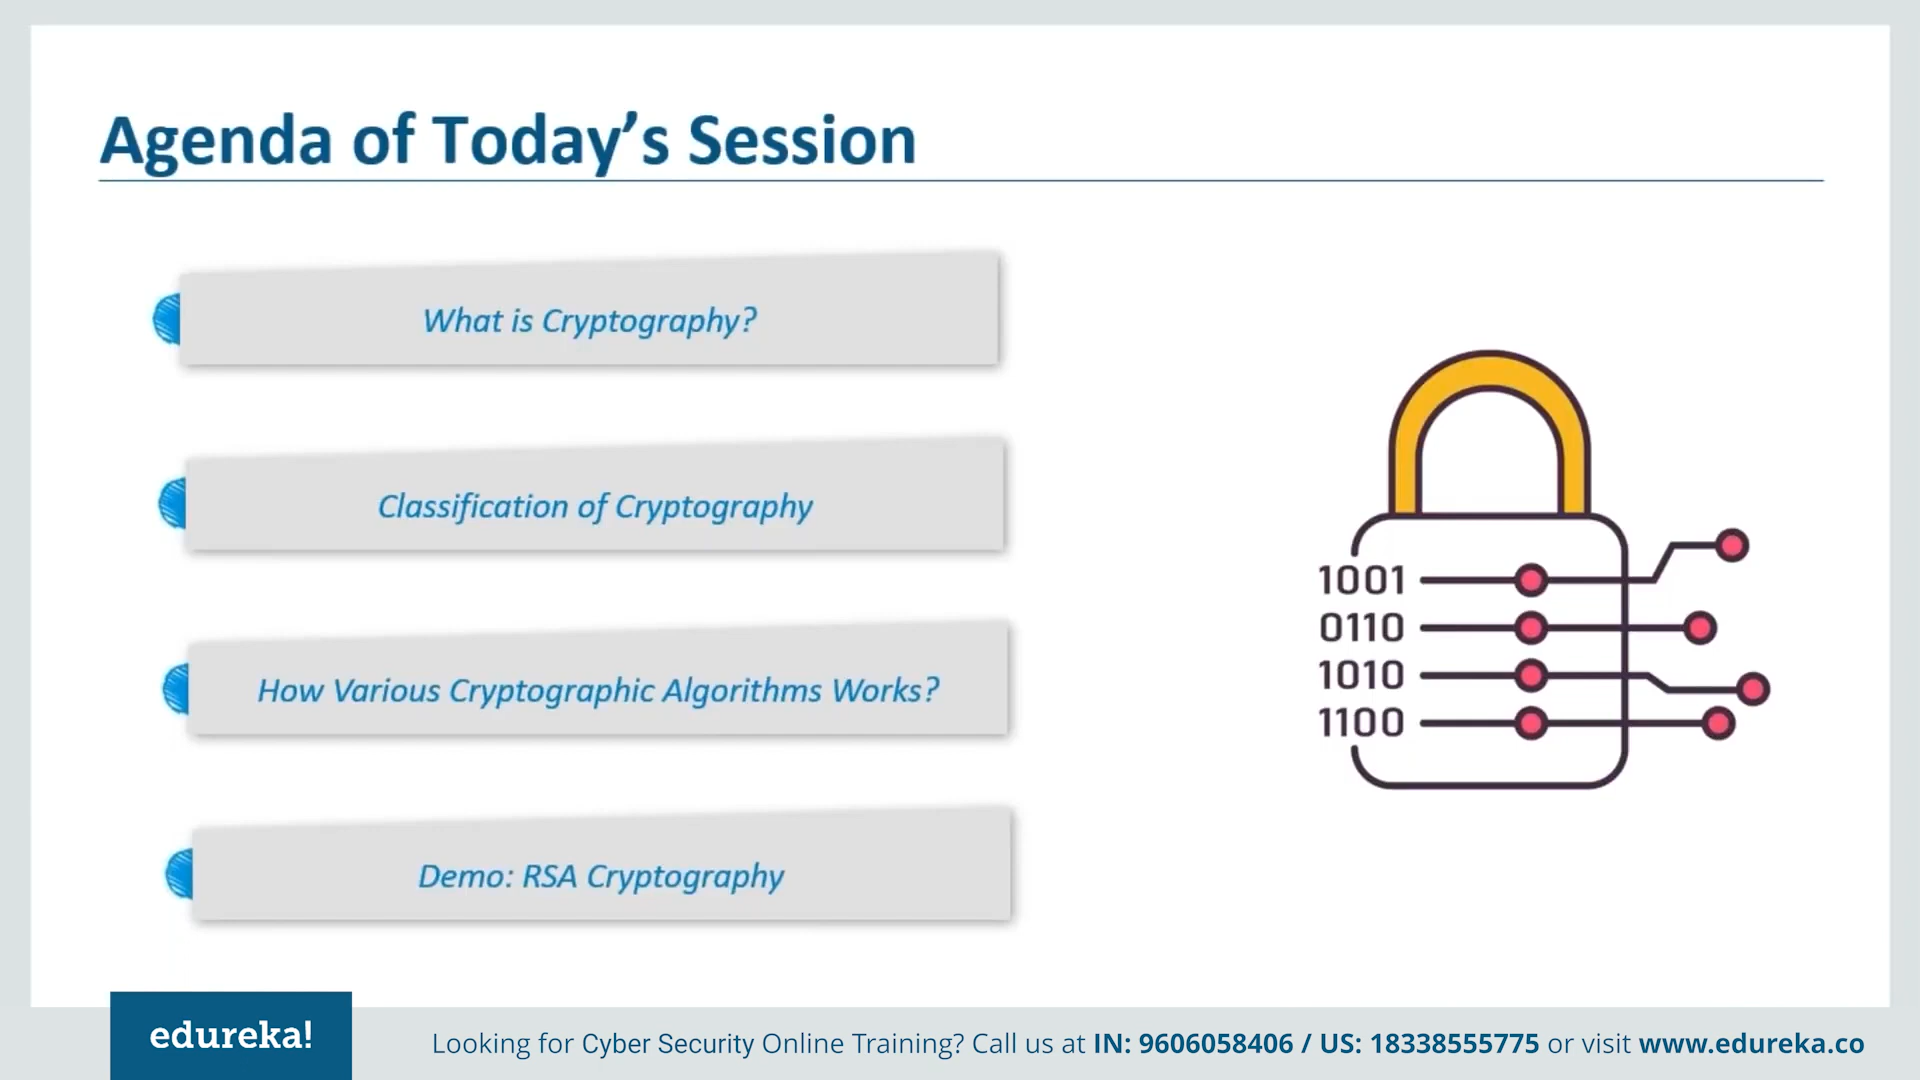 Agenda of Today’s Session
What is Cryptography?
Classification of Cryptography
How Various Cryptographic Algorithms Works?
Demo: RSA Cryptography
1001
0110
1010
1100
edureka!
Looking for Cyber Security Online Training? Call us at IN: 9606058406 / US: 18338555775 or visit www.edureka.co